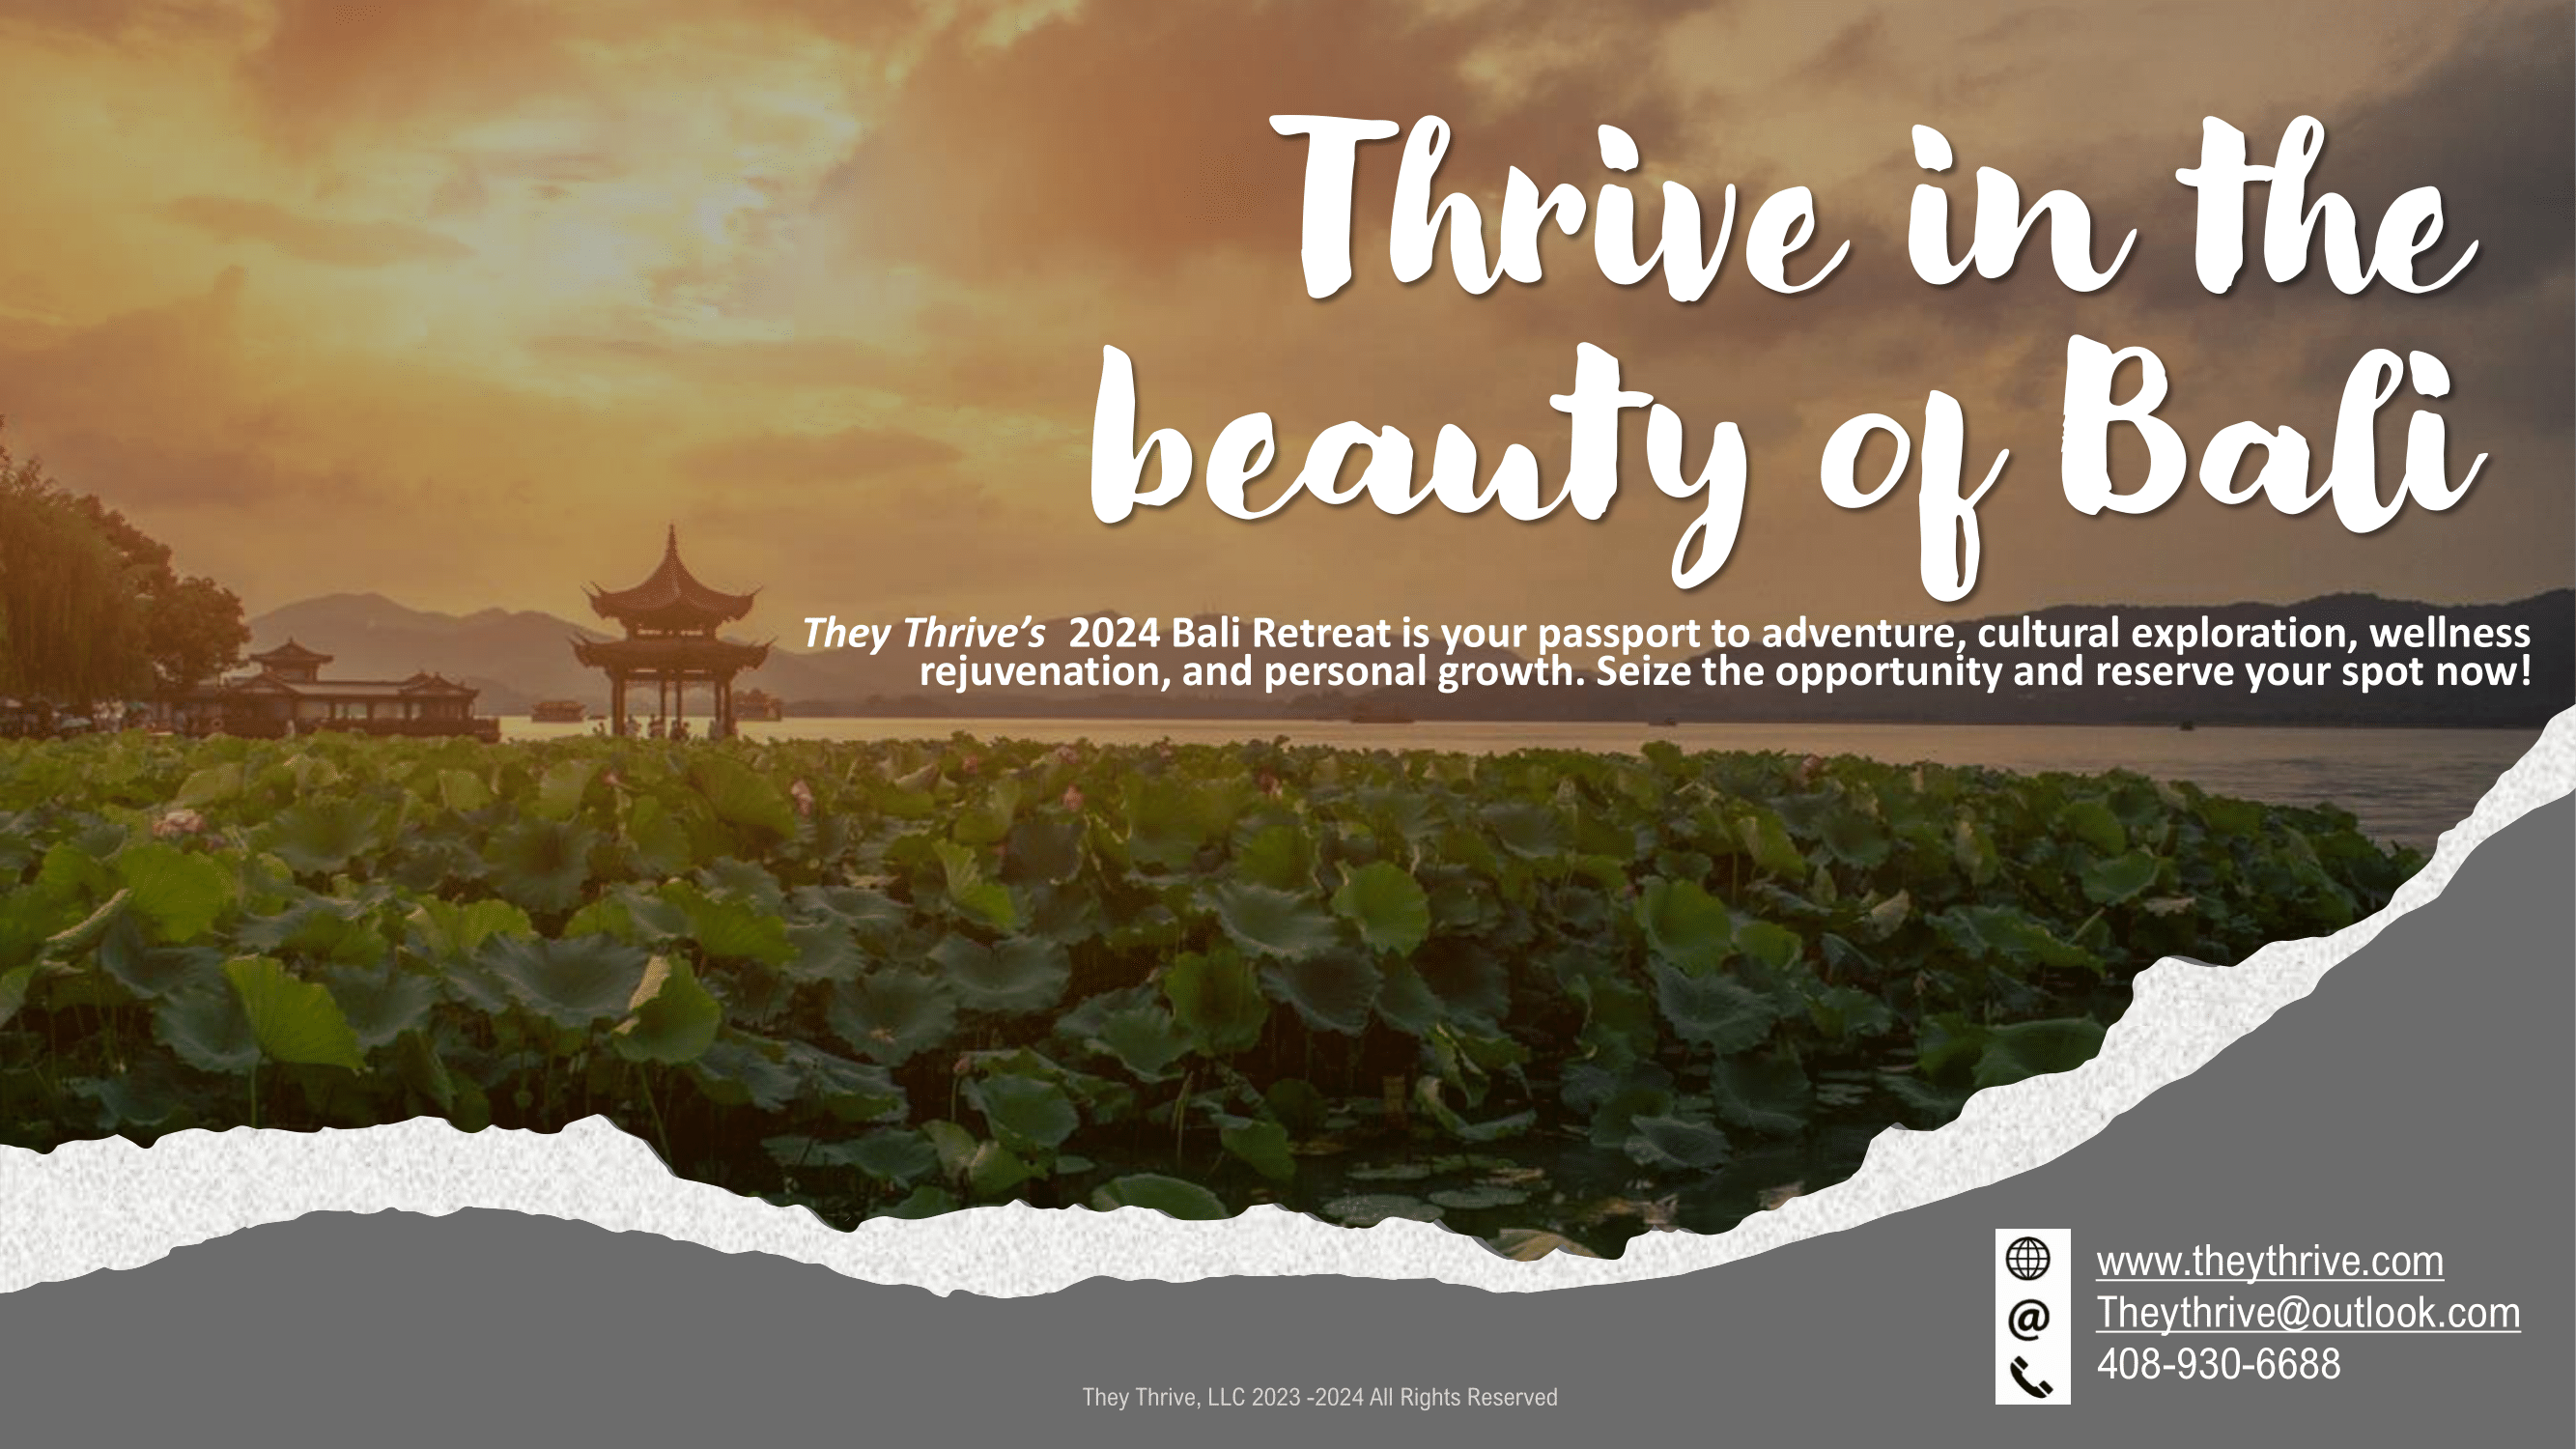 Thrive in the
beauty of Bali
They Thrive’s  2024 Bali Retreat is your passport to adventure, cultural exploration, wellness
rejuvenation, and personal growth. Seize the opportunity and reserve your spot now!
www.theythrive.com
@ Theythrive@outlook.com
408-930-6688
They Thrive, LLC 2023 -2024 All Rights Reserved